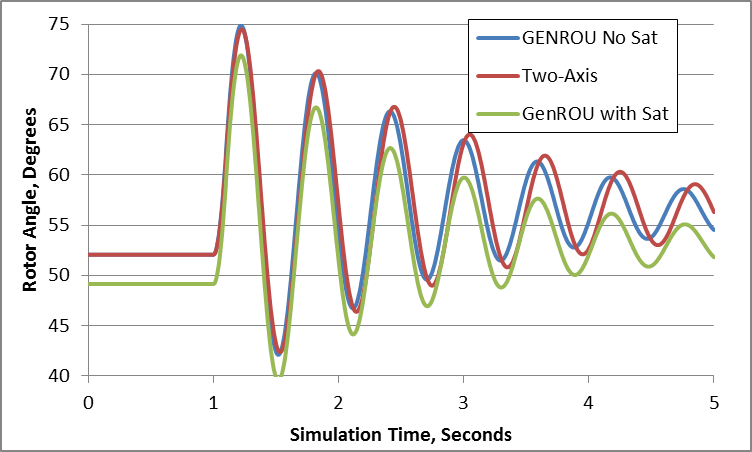 75
70
65
60
55
50
45
40
Rotor Angle, Degrees
GENROU No Sat
Two-Axis
GenROU with Sat
0 1 2 3 4 5
Simulation Time, Seconds